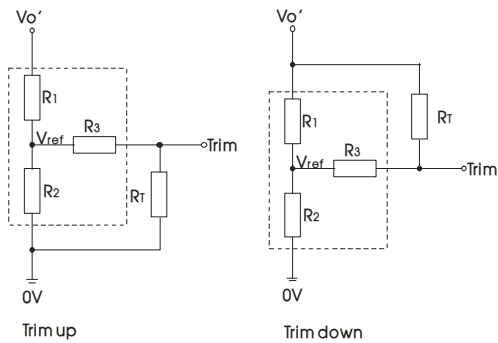 Vo′
R1
Vref
R3
Trim
R2
RT
0V
Trim up
Vo′
R1
RT
Vref
R3
Trim
R2
0V
Trim down